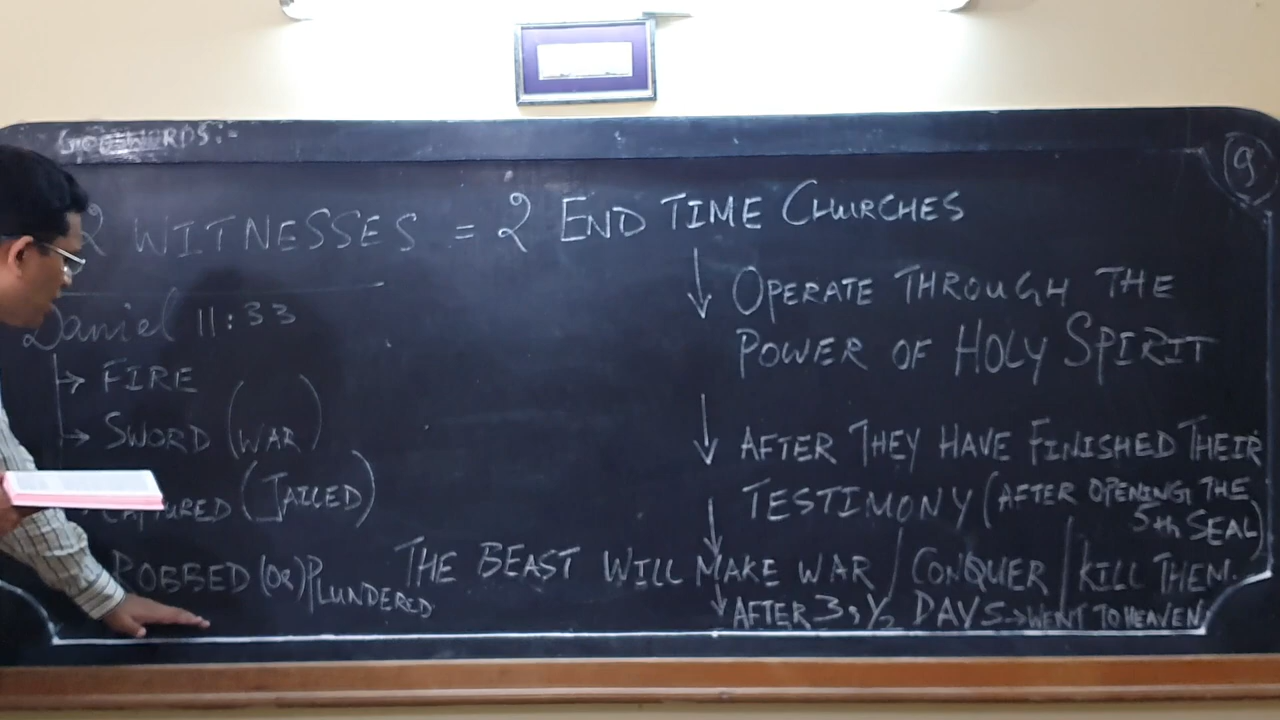 GOOD WORDS:-
9
2 WITNESSES = 2 END TIME CHURCHES
Daniel 11:33
→ FIRE
→ SWORD (WAR)
CAPTURED (JAILED)
ROBBED (OR) PLUNDERED
↓ OPERATE THROUGH THE
POWER OF HOLY SPIRIT
↓ AFTER THEY HAVE FINISHED THEIR
TESTIMONY (AFTER OPENING THE
5th SEAL)
↓
THE BEAST WILL MAKE WAR / CONQUER / KILL THEM.
↓ AFTER 3, 1/2 DAYS → WENT TO HEAVEN